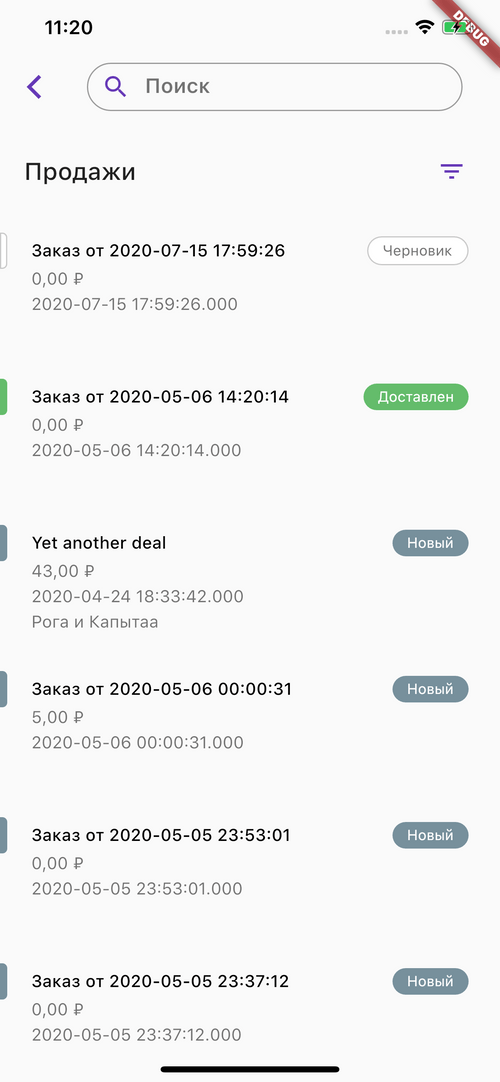 11:20
DEBUG
Поиск
Продажи
Заказ от 2020-07-15 17:59:26
Черновик
0,00 ₽
2020-07-15 17:59:26.000
Заказ от 2020-05-06 14:20:14
Доставлен
0,00 ₽
2020-05-06 14:20:14.000
Yet another deal
Новый
43,00 ₽
2020-04-24 18:33:42.000
Рога и Капытаа
Заказ от 2020-05-06 00:00:31
Новый
5,00 ₽
2020-05-06 00:00:31.000
Заказ от 2020-05-05 23:53:01
Новый
0,00 ₽
2020-05-05 23:53:01.000
Заказ от 2020-05-05 23:37:12
Новый
0,00 ₽
2020-05-05 23:37:12.000